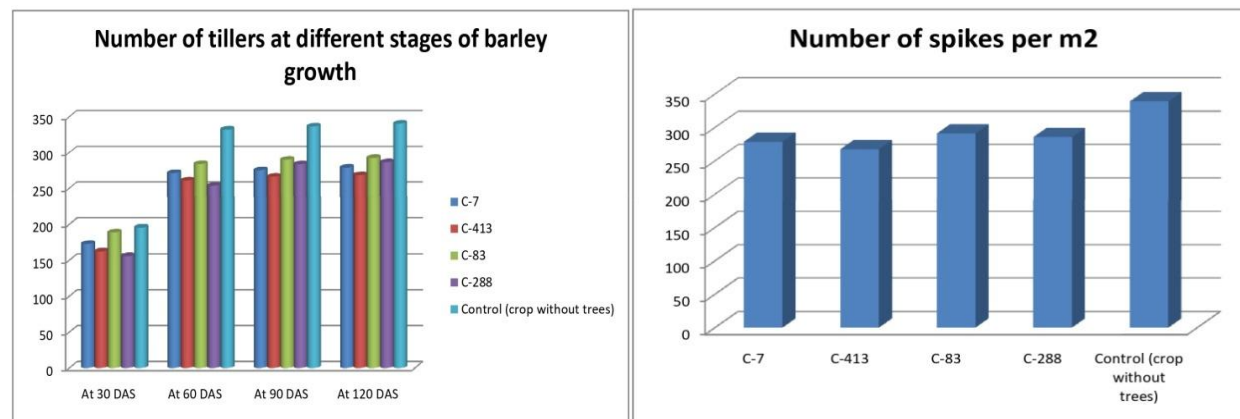 Number of tillers at different stages of barley
growth
350
300
250
200
150
100
50
0
At 30 DAS At 60 DAS At 90 DAS At 120 DAS
C-7
C-413
C-83
C-288
Control (crop without trees)
Number of spikes per m2
350
300
250
200
150
100
50
0
C-7 C-413 C-83 C-288 Control (crop
without
trees)